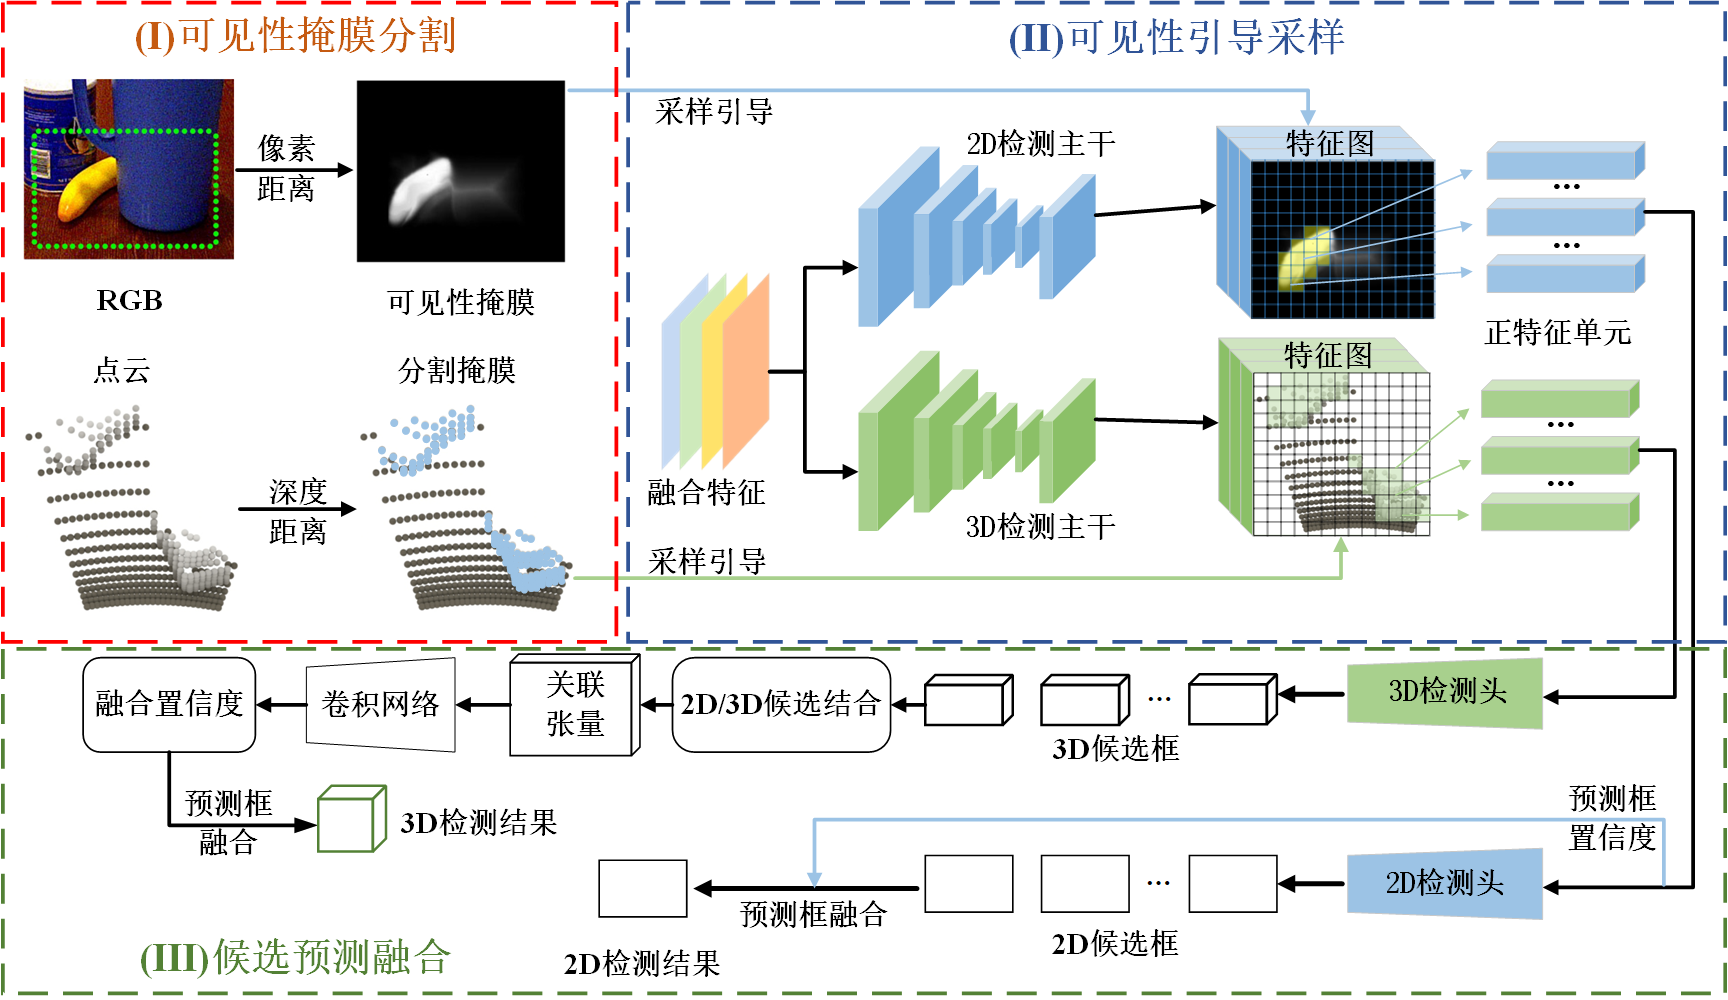 (I)可见性掩膜分割
像素
距离
RGB
可见性掩膜
点云
分割掩膜
深度
距离
(II)可见性引导采样
采样引导
2D检测主干
特征图
正特征单元
...
...
融合特征
3D检测主干
特征图
...
...
采样引导
融合置信度
卷积网络
关联
张量
2D/3D候选结合
...
3D候选框
3D检测头
预测框
融合
3D检测结果
预测框
置信度
2D检测头
...
2D候选框
预测框融合
2D检测结果
(III)候选预测融合